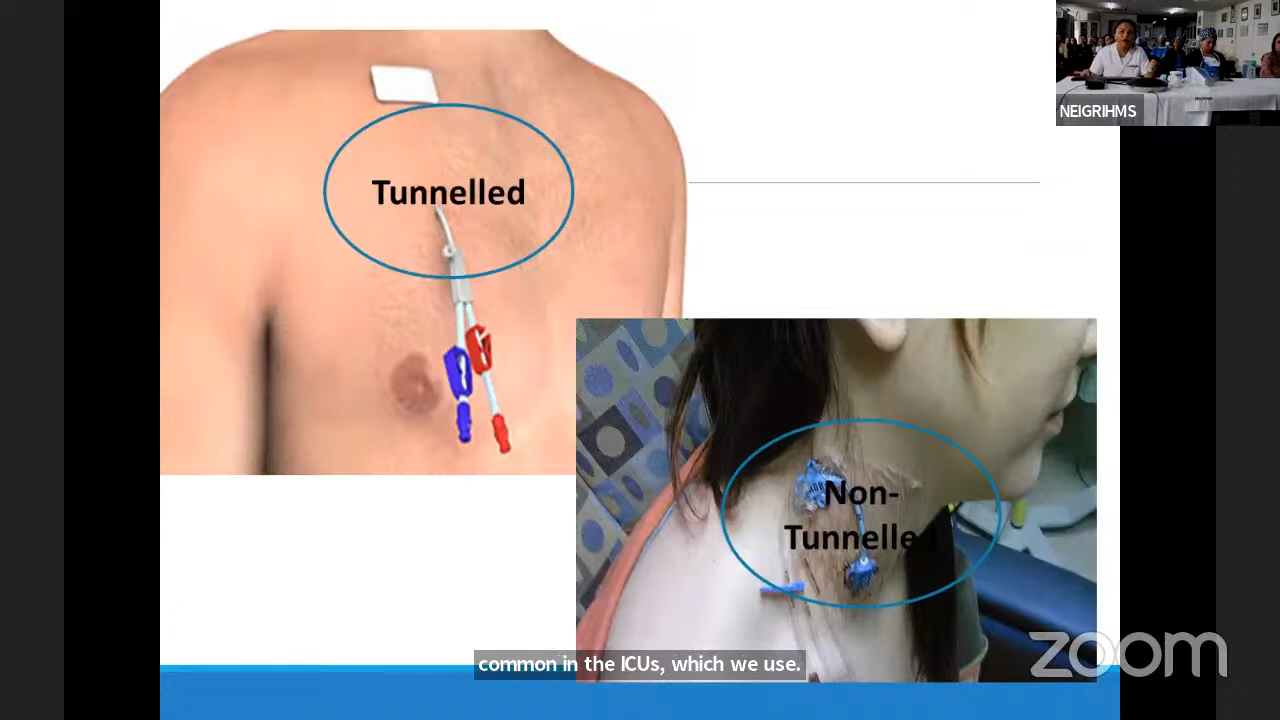 NEIGRIHMS
Tunnelled
Non-
Tunnelled
common in the ICUs, which we use.
zoom